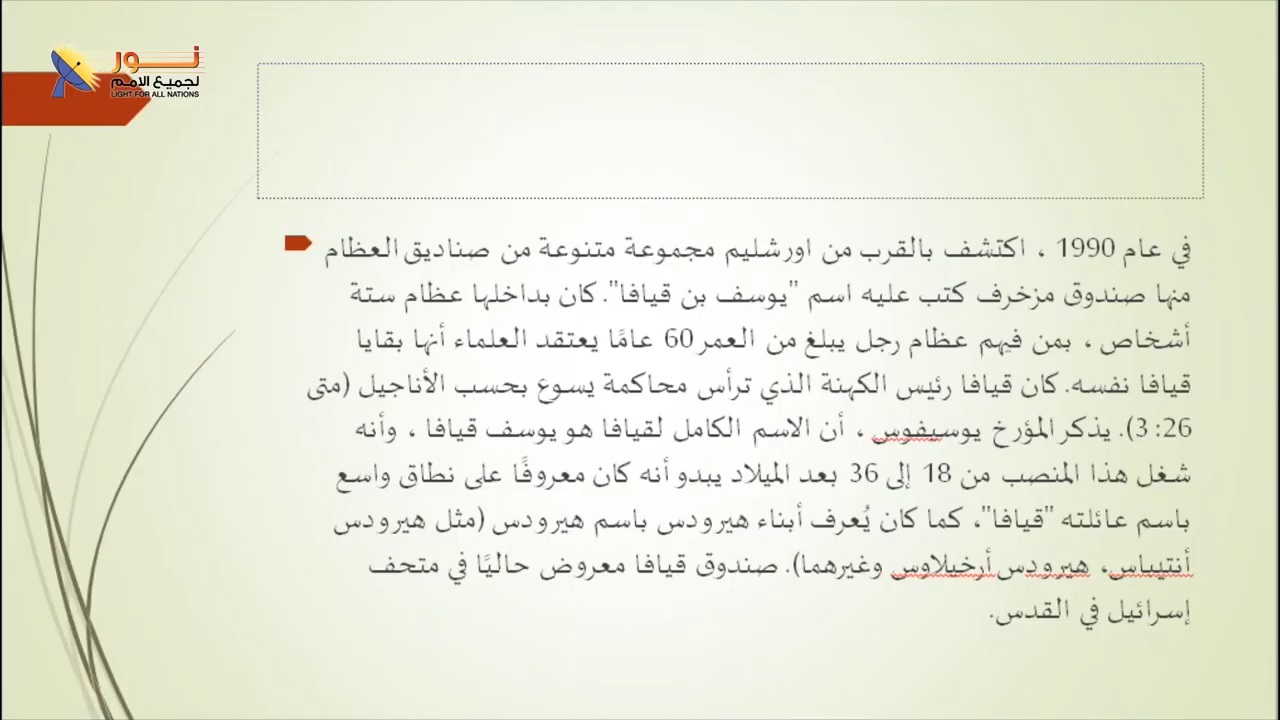 نور
لجميع الامم
LIGHT FOR ALL NATIONS
في عام 1990 ، اكتشف بالقرب من اورشليم مجموعة متنوعة من صناديق العظام
منها صندوق مزخرف كتب عليه اسم "يوسف بن قيافا". كان بداخلها عظام ستة
أشخاص ، بمن فيهم عظام رجل يبلغ من العمر 60 عامًا يعتقد العلماء أنها بقايا
قيافا نفسه. كان قيافا رئيس الكهنة الذي ترأس محاكمة يسوع بحسب الأناجيل (متى
26: 3). يذكر المؤرخ يوسيفوس ، أن الاسم الكامل لقيافا هو يوسف قيافا ، وأنه
شغل هذا المنصب من 18 إلى 36 بعد الميلاد يبدو أنه كان معروفًا على نطاق واسع
باسم عائلته "قيافا"، كما كان يُعرف أبناء هيرودس باسم هيرودس (مثل هيرودس
أنتيباس، هيرودس أرخيلاوس وغيرهما). صندوق قيافا معروض حاليًا في متحف
إسرائيل في القدس.